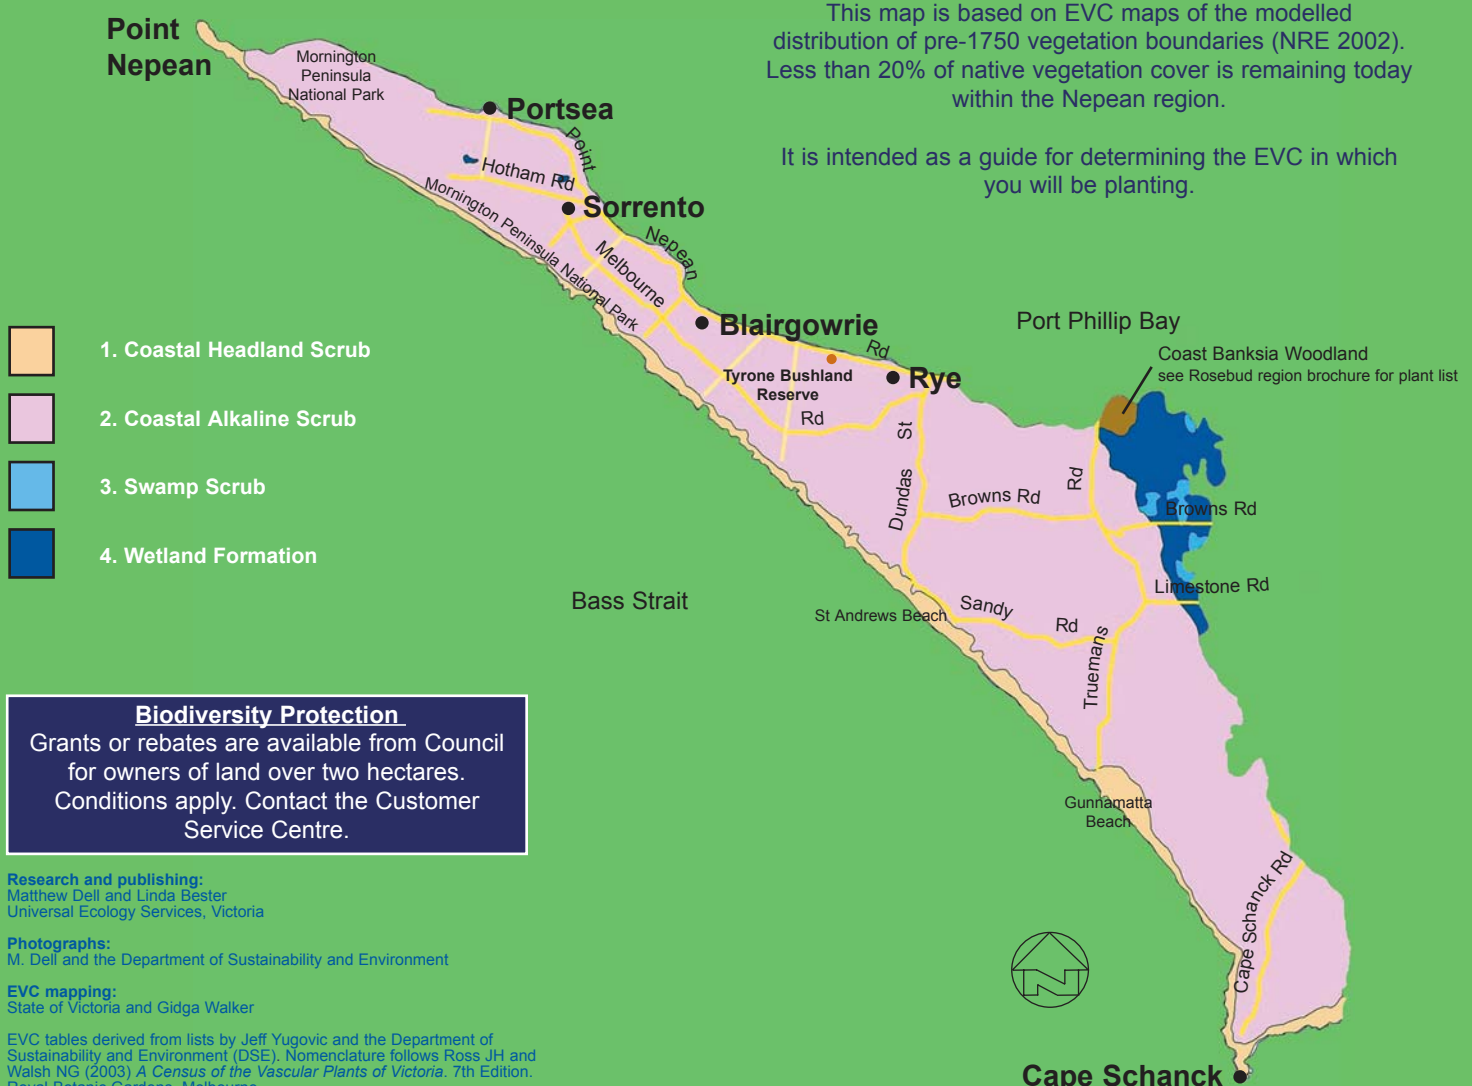 This map is based on EVC maps of the modelled
distribution of pre-1750 vegetation boundaries (NRE 2002).
Less than 20% of native vegetation cover is remaining today
within the Nepean region.
It is intended as a guide for determining the EVC in which
you will be planting.
Point
Nepean
Mornington
Peninsula
National Park
Portsea
Point
Hotham Rd
Mornington Peninsula National Park
Sorrento
Nepean
Melbourne
Blairgowrie
Rd
Port Phillip Bay
Coast Banksia Woodland
see Rosebud region brochure for plant list
Tyrone Bushland
Reserve
Rye
Rd
St
Dundas
Browns Rd
Rd
Browns Rd
Limestone Rd
Bass Strait
St Andrews Beach
Sandy
Rd
Truemans
Gunnamatta
Beach
Cape Schanck Rd
N
Cape Schanck
1. Coastal Headland Scrub
2. Coastal Alkaline Scrub
3. Swamp Scrub
4. Wetland Formation
Biodiversity Protection
Grants or rebates are available from Council
for owners of land over two hectares.
Conditions apply. Contact the Customer
Service Centre.
Research and publishing:
Matthew Dell and Linda Bester
Universal Ecology Services, Victoria
Photographs:
M. Dell and the Department of Sustainability and Environment
EVC mapping:
State of Victoria and Gidga Walker
EVC tables derived from lists by Jeff Yugovic and the Department of
Sustainability and Environment (DSE). Nomenclature follows Ross JH and
Walsh NG (2003) A Census of the Vascular Plants of Victoria. 7th Edition.
Royal Botanic Gardens, Melbourne